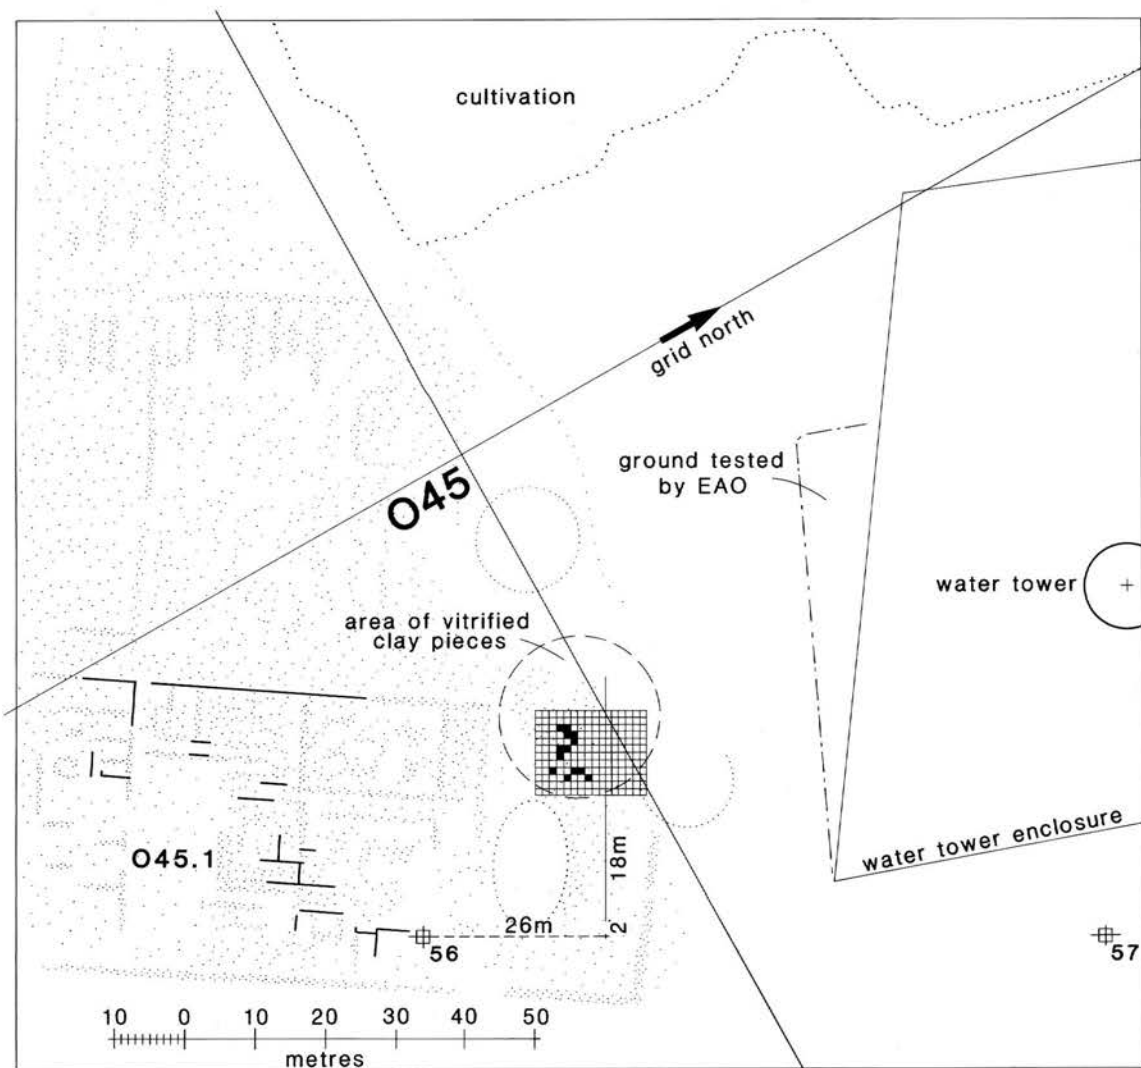 cultivation
grid north
ground tested
by EAO
O45
water tower
area of vitrified
clay pieces
O45.1
18m
water tower enclosure
26m
2
56
57
10 0 10 20 30 40 50
metres